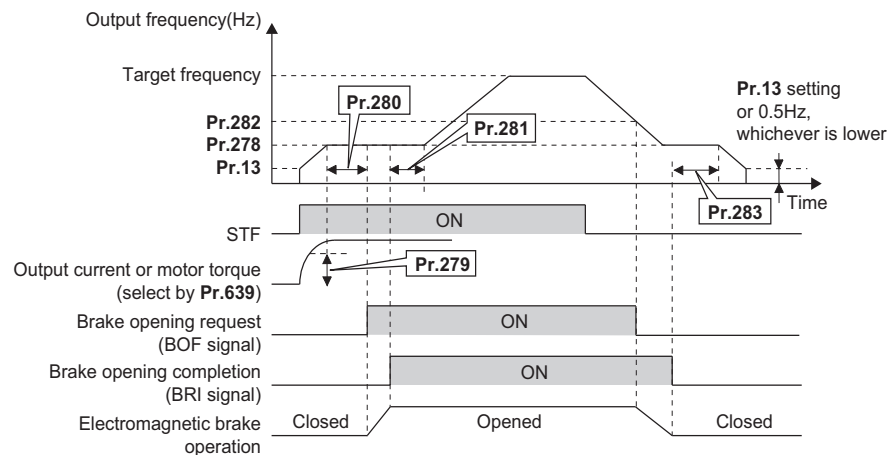 Output frequency(Hz)
Target frequency
Pr.280
Pr.13 setting
or 0.5Hz,
whichever is lower
Pr.282
Pr.281
Pr.278
Pr.13
Time
Pr.283
STF
ON
Pr.279
Output current or motor torque
(select by Pr.639)
Brake opening request
(BOF signal)
ON
Brake opening completion
(BRI signal)
ON
Electromagnetic brake
operation
Closed
Opened
Closed